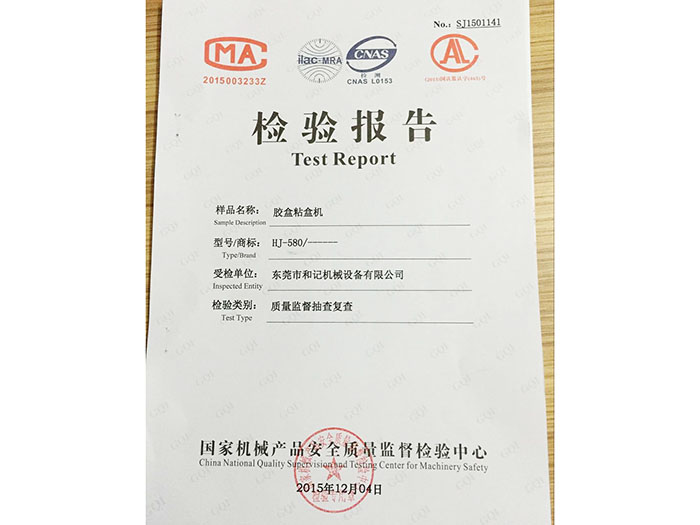 No.: SJ1501141
MA
2015003233Z
ilac-MRA
CNAS
检 测
CNAS L0153
AL
检验报告
Test Report
样品名称: 胶盒粘盒机
Sample Description
型号/商标: HJ-580/------
Type/Brand
受检单位: 东莞市和记机械设备有限公司
Inspected Entity
检验类别: 质量监督抽查复查
Test Type
国家机械产品安全质量监督检验中心
China National Quality Supervision and Testing Center for Machinery Safety
2015年12月04日